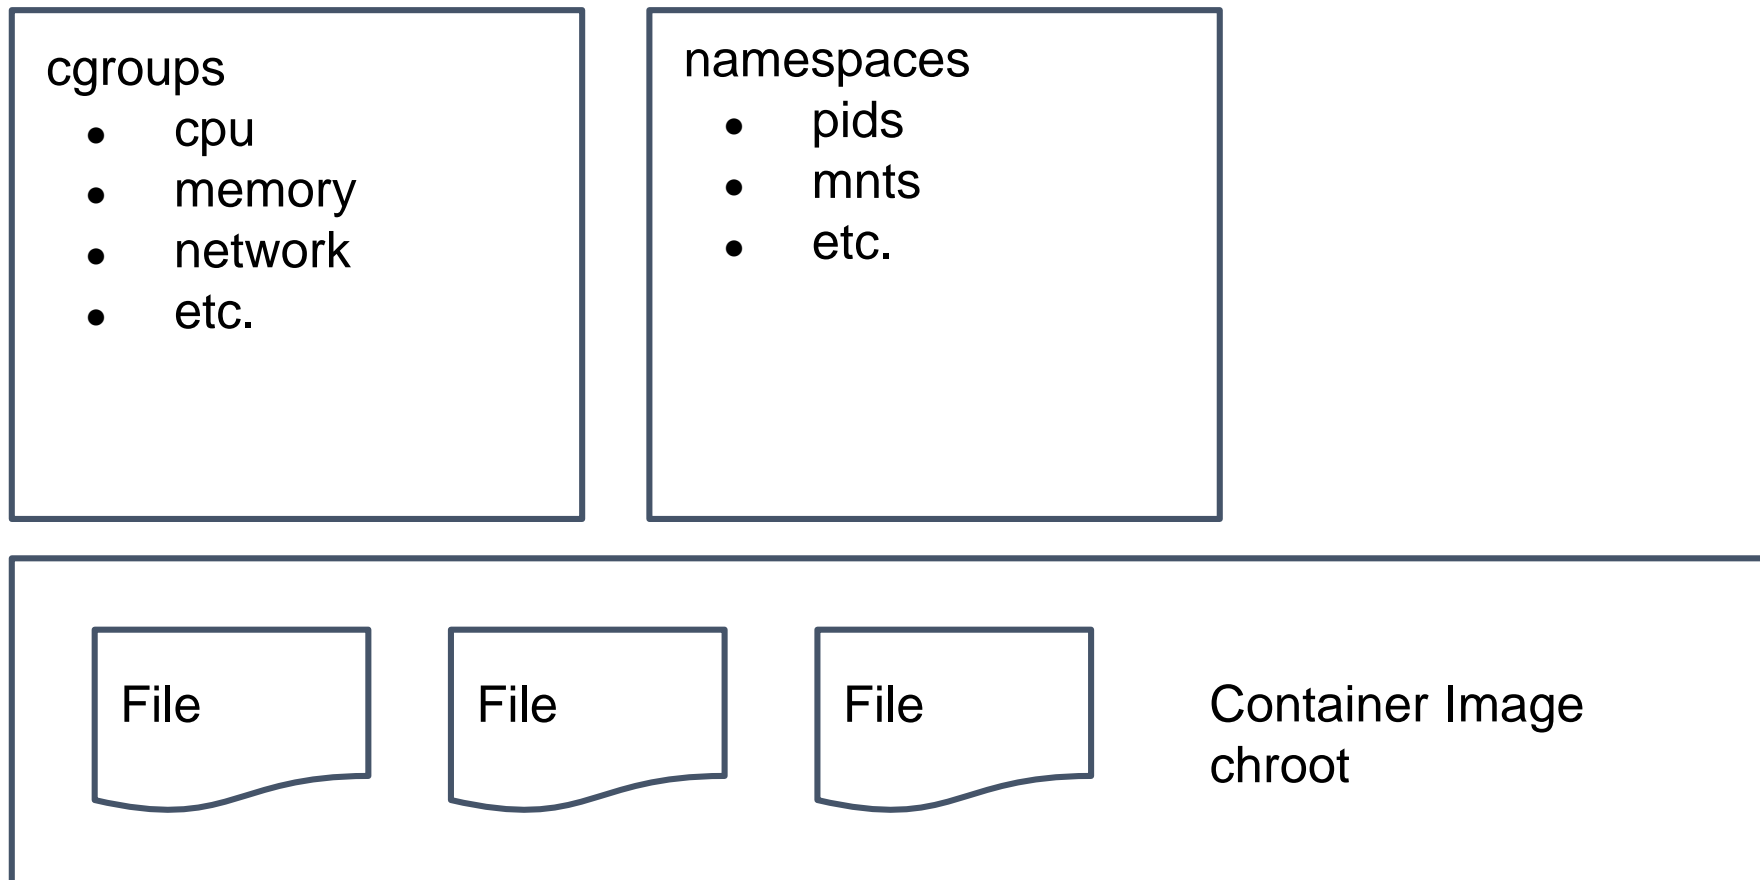 cgroups
● cpu
● memory
● network
● etc.
namespaces
● pids
● mnts
● etc.
File
File
File
Container Image
chroot